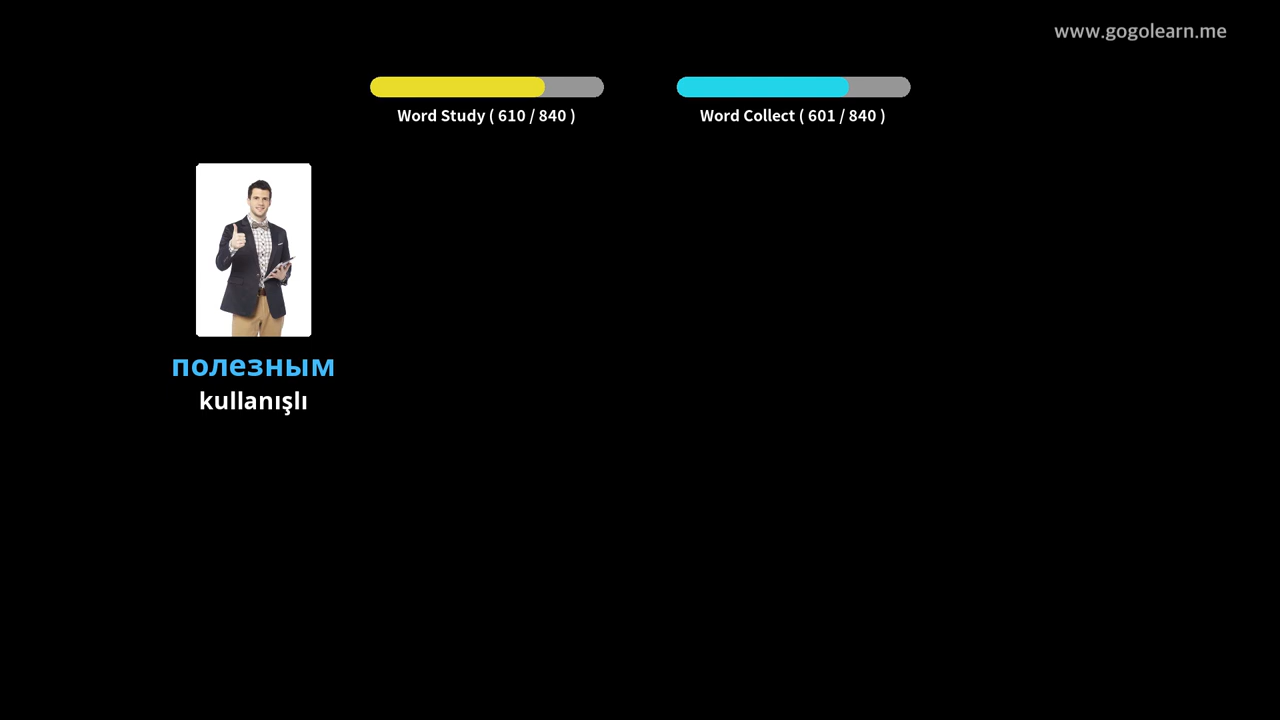 www.gogolearn.me
Word Study ( 610 / 840 )
Word Collect ( 601 / 840 )
полезным
kullanışlı